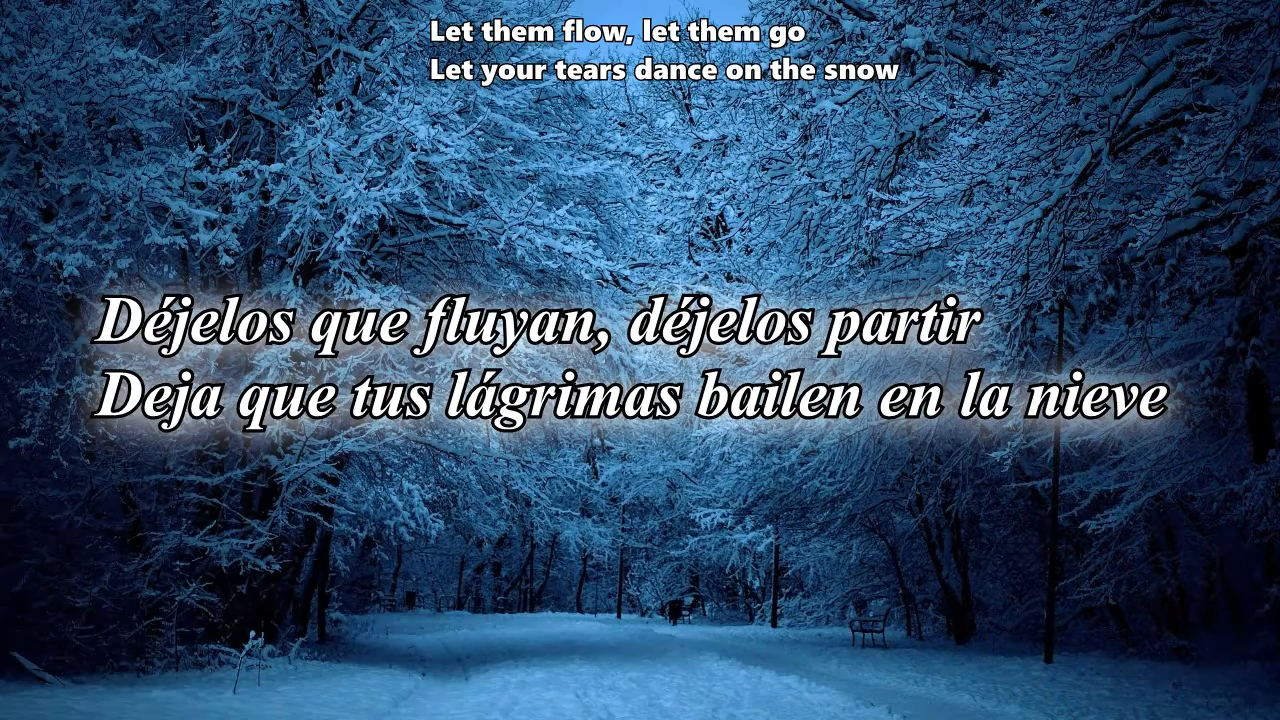 Let them flow, let them go
Let your tears dance on the snow
Déjelos que fluyan, déjelos partir
Deja que tus lágrimas bailen en la nieve